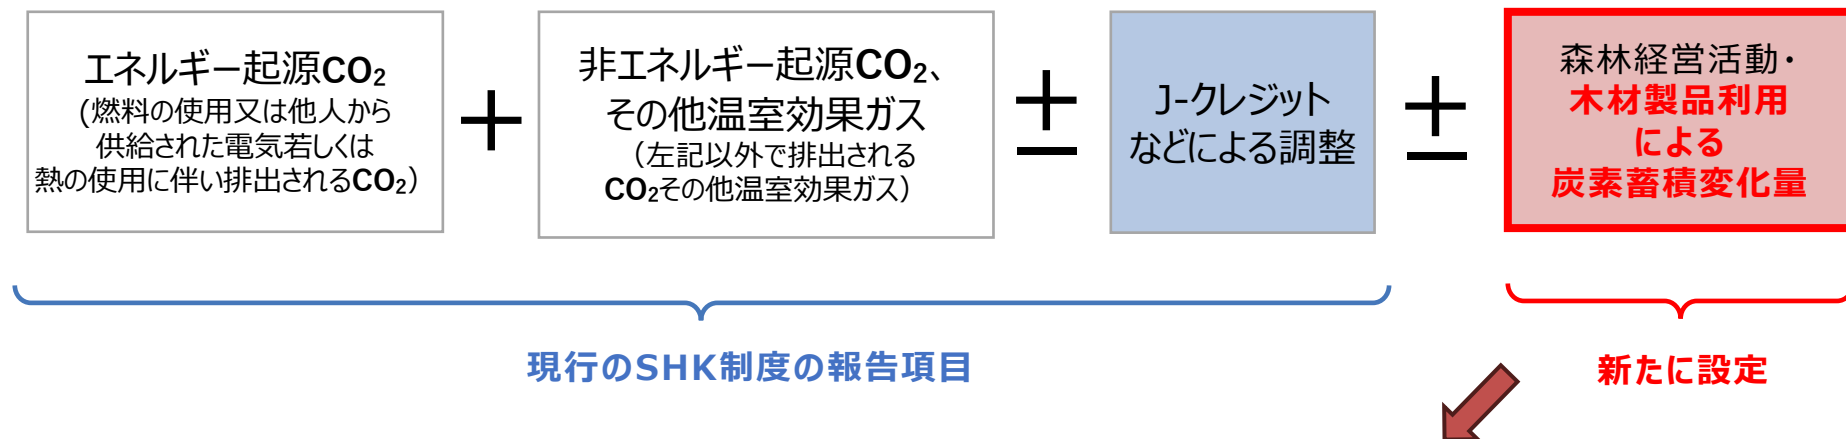 エネルギー起源CO₂
(燃料の使用又は他人から
供給された電気若しくは
熱の使用に伴い排出されるCO₂)
+
非エネルギー起源CO₂、
その他温室効果ガス
(左記以外で排出される
CO₂その他温室効果ガス)
±
J-クレジット
などによる調整
±
森林経営活動・
木材製品利用
による
炭素蓄積変化量
現行のSHK制度の報告項目
新たに設定